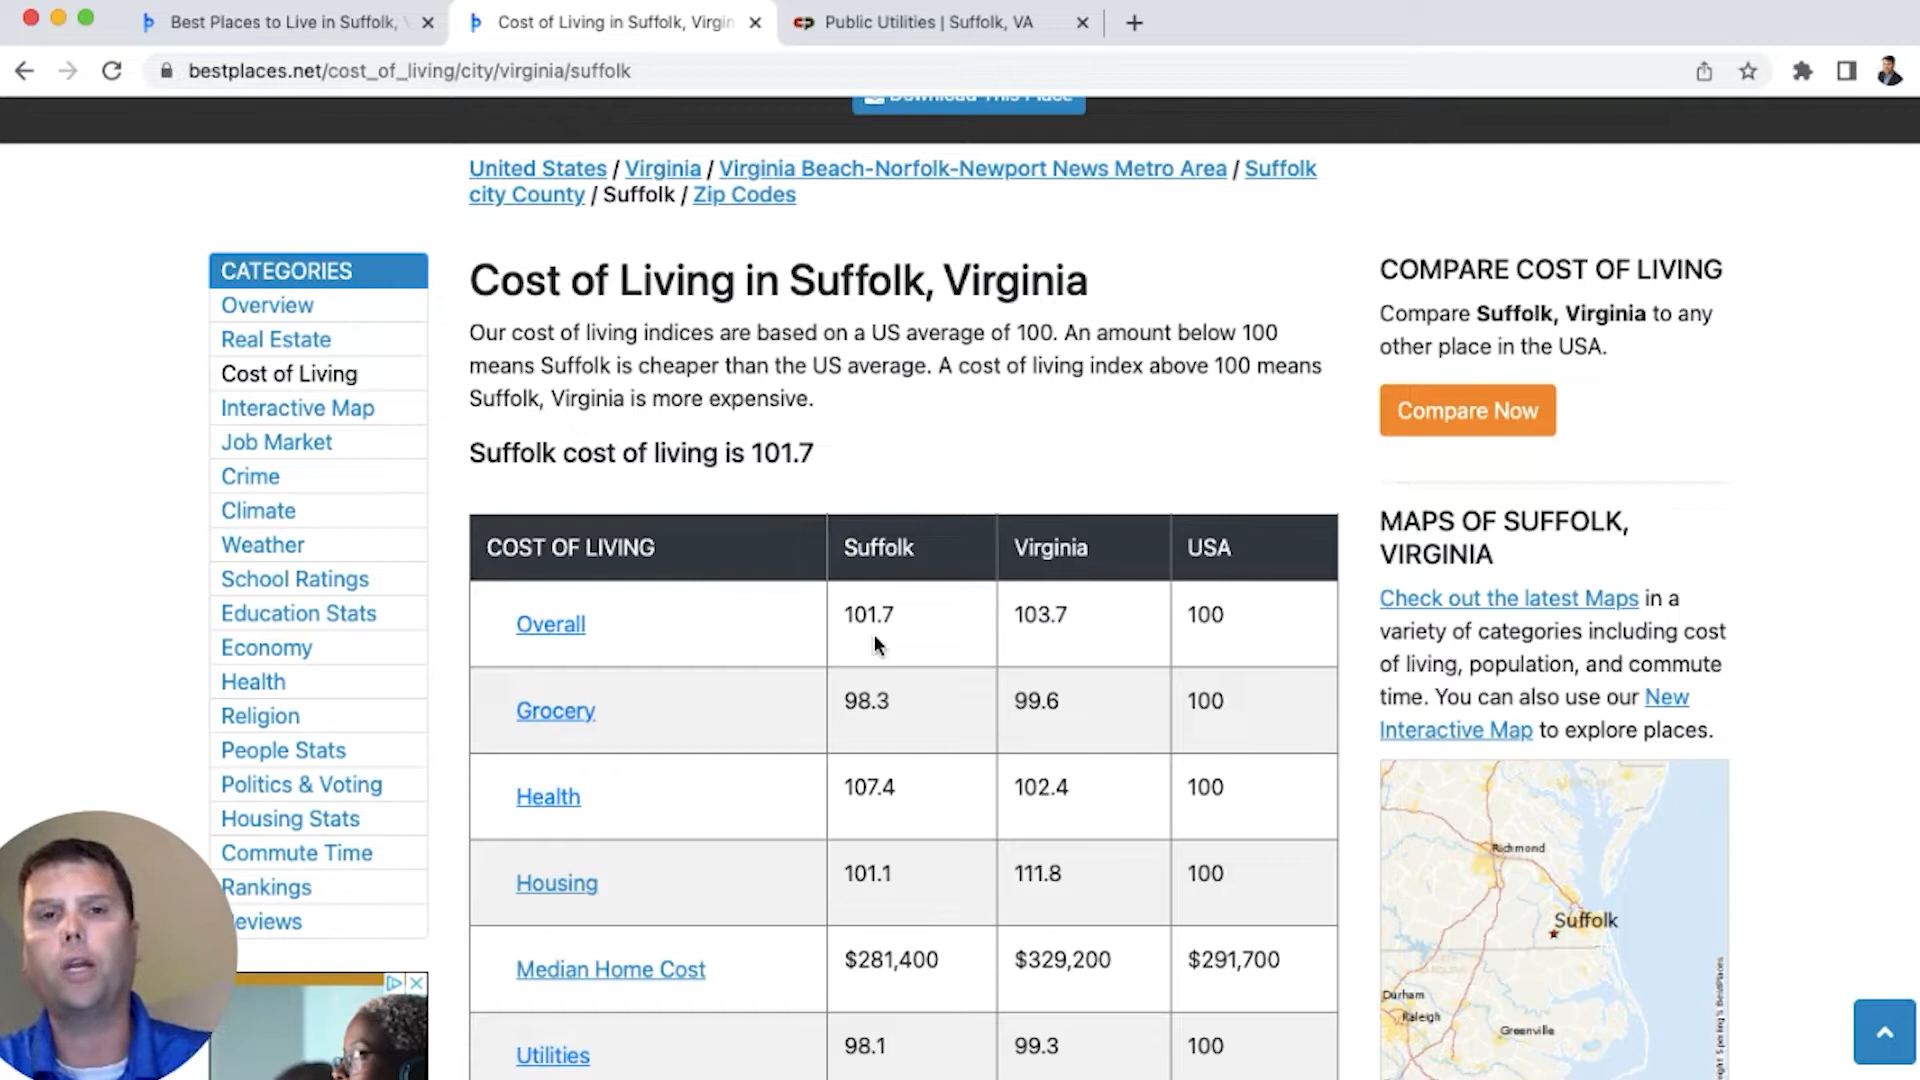 Best Places to Live in Suffolk,
Cost of Living in Suffolk, Virgin
Public Utilities | Suffolk, VA
bestplaces.net/cost_of_living/city/virginia/suffolk
Download This Place
United States / Virginia / Virginia Beach-Norfolk-Newport News Metro Area / Suffolk
city County / Suffolk / Zip Codes
CATEGORIES
Overview
Real Estate
Cost of Living
Interactive Map
Job Market
Crime
Climate
Weather
School Ratings
Education Stats
Economy
Health
Religion
People Stats
Politics & Voting
Housing Stats
Commute Time
Rankings
eviews
Cost of Living in Suffolk, Virginia
Our cost of living indices are based on a US average of 100. An amount below 100
means Suffolk is cheaper than the US average. A cost of living index above 100 means
Suffolk, Virginia is more expensive.
Suffolk cost of living is 101.7
COST OF LIVING Suffolk Virginia USA
Overall 101.7 103.7 100
Grocery 98.3 99.6 100
Health 107.4 102.4 100
Housing 101.1 111.8 100
Median Home Cost $281,400 $329,200 $291,700
Utilities 98.1 99.3 100
COMPARE COST OF LIVING
Compare Suffolk, Virginia to any
other place in the USA.
Compare Now
MAPS OF SUFFOLK,
VIRGINIA
Check out the latest Maps in a
variety of categories including cost
of living, population, and commute
time. You can also use our New
Interactive Map to explore places.
Richmond
Suffolk
Durham
Raleigh
Greenville